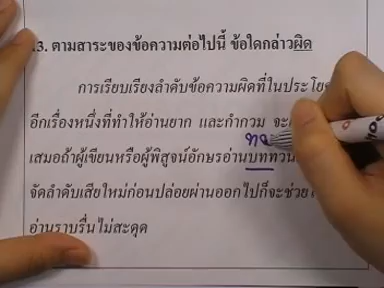 3. ตามสาระของข้อความต่อไปนี้ ข้อใดกล่าวผิด
การเรียบเรียงลำดับข้อความผิดที่ในประโย
อีกเรื่องหนึ่งที่ทำให้อ่านยาก และกำกวม จะ
ทอ
เสมอถ้าผู้เขียนหรือผู้พิสูจน์อักษรอ่านบททวน
จัดลำดับเสียใหม่ก่อนปล่อยผ่านออกไปก็จะช่วย
อ่านราบรื่นไม่สะดุด